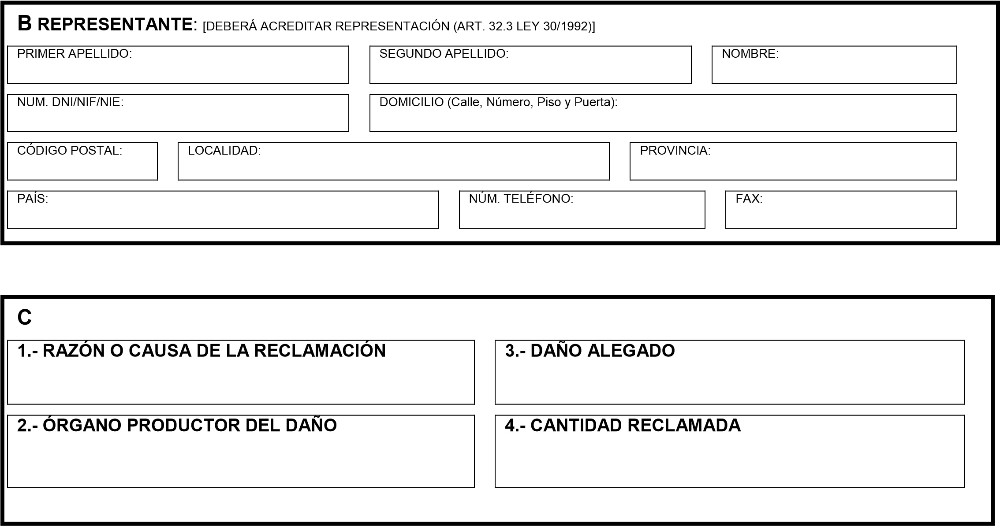 B REPRESENTANTE: [DEBERÁ ACREDITAR REPRESENTACIÓN (ART. 32.3 LEY 30/1992)]
PRIMER APELLIDO:
SEGUNDO APELLIDO:
NOMBRE:
NUM. DNI/NIF/NIE:
DOMICILIO (Calle, Número, Piso y Puerta):
CÓDIGO POSTAL:
LOCALIDAD:
PROVINCIA:
PAÍS:
NÚM. TELÉFONO:
FAX:
C
1.- RAZÓN O CAUSA DE LA RECLAMACIÓN
3.- DAÑO ALEGADO
2.- ÓRGANO PRODUCTOR DEL DAÑO
4.- CANTIDAD RECLAMADA